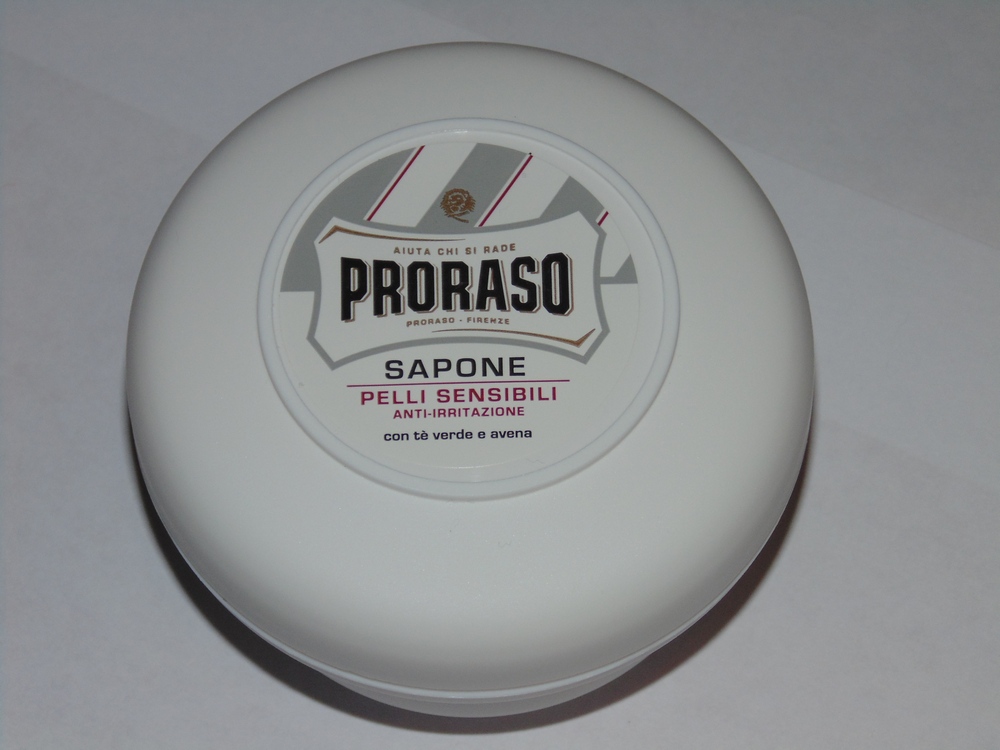 AIUTA CHI SI RADE
PRORASO
PRORASO - FIRENZE
SAPONE
PELLI SENSIBILI
ANTI-IRRITAZIONE
con tè verde e avena